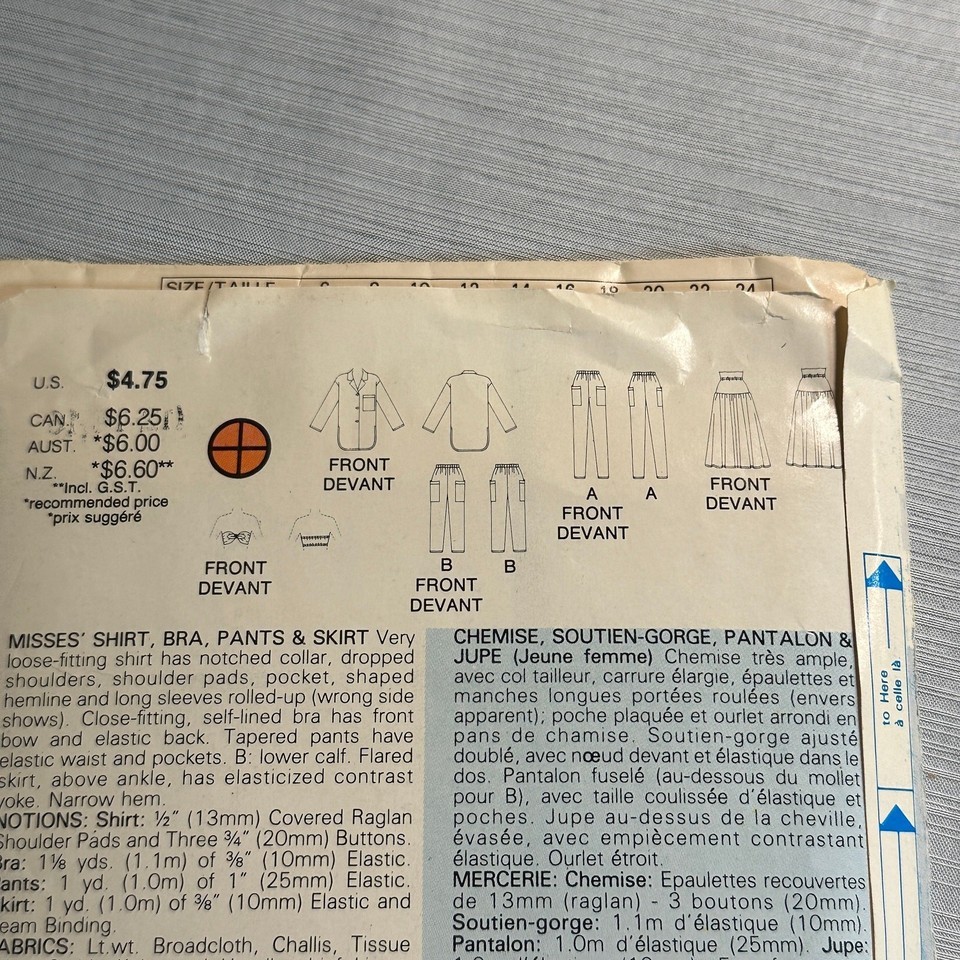 SIZE/TAILLE 6 8 10 12 14 16 18 20 22 24
U.S. $4.75
CAN. $6.25
AUST. *$6.00
N.Z. *$6.60**
**Incl. G.S.T.
*recommended price
*prix suggéré
FRONT
DEVANT
FRONT
DEVANT
B B
FRONT
DEVANT
A A
FRONT
DEVANT
FRONT
DEVANT
MISSES' SHIRT, BRA, PANTS & SKIRT Very
loose-fitting shirt has notched collar, dropped
shoulders, shoulder pads, pocket, shaped
hemline and long sleeves rolled-up (wrong side
shows). Close-fitting, self-lined bra has front
bow and elastic back. Tapered pants have
elastic waist and pockets. B: lower calf. Flared
skirt, above ankle, has elasticized contrast
yoke. Narrow hem.
NOTIONS: Shirt: ½" (13mm) Covered Raglan
Shoulder Pads and Three ¾" (20mm) Buttons.
Bra: 1⅛ yds. (1.1m) of ⅜" (10mm) Elastic.
Pants: 1 yd. (1.0m) of 1" (25mm) Elastic.
Skirt: 1 yd. (1.0m) of ⅜" (10mm) Elastic and
Seam Binding.
FABRICS: Lt.wt. Broadcloth, Challis, Tissue
CHEMISE, SOUTIEN-GORGE, PANTALON &
JUPE (Jeune femme) Chemise très ample,
avec col tailleur, carrure élargie, épaulettes et
manches longues portées roulées (envers
apparent); poche plaquée et ourlet arrondi en
pans de chemise. Soutien-gorge ajusté
doublé, avec nœud devant et élastique dans le
dos. Pantalon fuselé (au-dessous du mollet
pour B), avec taille coulissée d'élastique et
poches. Jupe au-dessus de la cheville,
évasée, avec empiècement contrastant
élastique. Ourlet étroit.
MERCERIE: Chemise: Epaulettes recouvertes
de 13mm (raglan) - 3 boutons (20mm).
Soutien-gorge: 1.1m d'élastique (10mm).
Pantalon: 1.0m d'élastique (25mm). Jupe:
to Here
à celle là